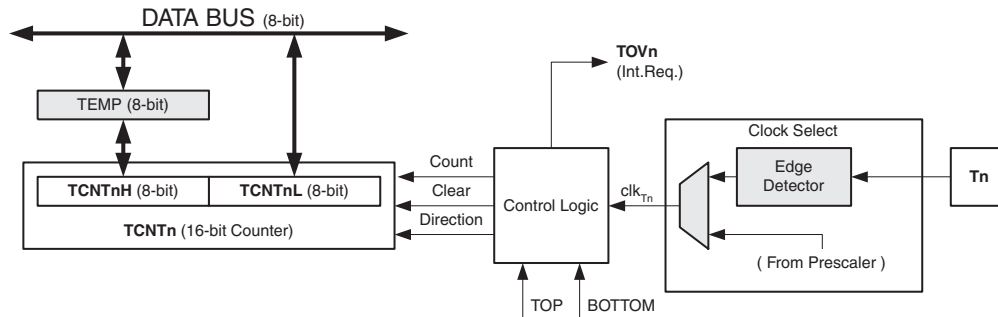 DATA BUS (8-bit)
TOVn
(Int.Req.)
TEMP (8-bit)
Clock Select
Count
Edge
Detector
Tn
TCNTnH (8-bit) TCNTnL (8-bit)
Clear
Control Logic
clkTn
TCNTn (16-bit Counter)
Direction
( From Prescaler )
TOP
BOTTOM